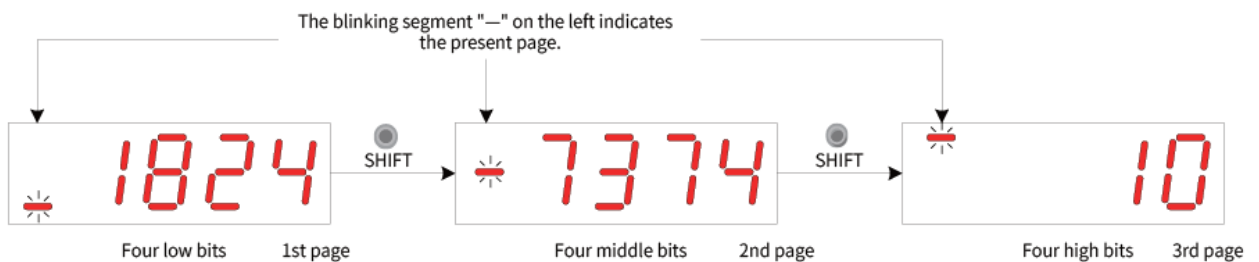 The blinking segment "—" on the left indicates
the present page.
1824
SHIFT
7374
SHIFT
10
Four low bits 1st page
Four middle bits 2nd page
Four high bits 3rd page